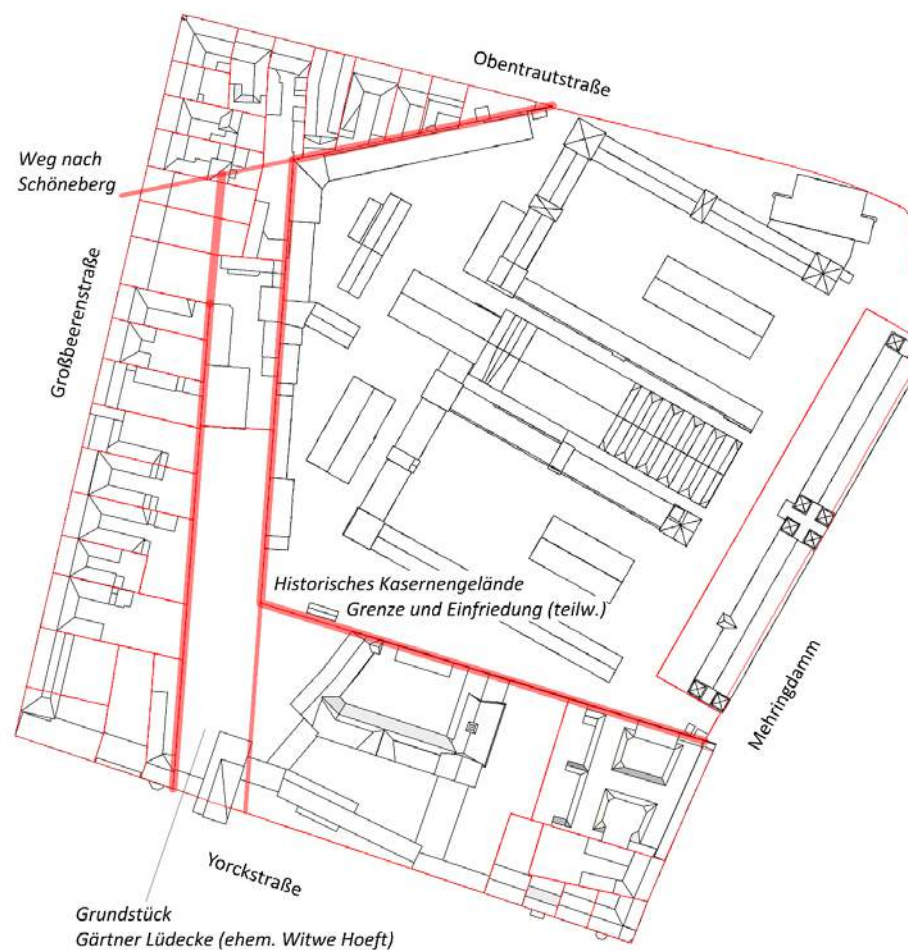 Obentrautstraße
Weg nach
Schöneberg
Großbeerenstraße
Historisches Kasernengelände
Grenze und Einfriedung (teilw.)
Mehringdamm
Yorckstraße
Grundstück
Gärtner Lüdecke (ehem. Witwe Hoeft)